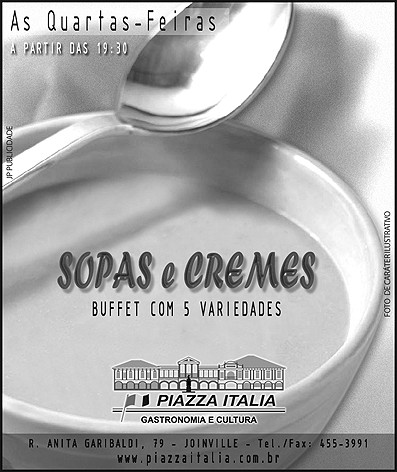 As Quartas-Feiras
A PARTIR DAS 19:30
JP PUBLICIDADE
FOTO DE CARÁTER ILUSTRATIVO
SOPAS e CREMES
BUFFET COM 5 VARIEDADES
PIAZZA ITALIA
GASTRONOMIA E CULTURA
R. ANITA GARIBALDI, 79 - JOINVILLE - Tel./Fax: 455-3991
www.piazzaitalia.com.br